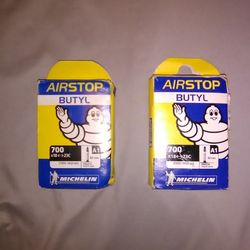 AIRSTOP
BUTYL
700
x18<->23C
A1
MICHELIN
AIRSTOP
BUTYL
700
x18<->23C
A1
MICHELIN